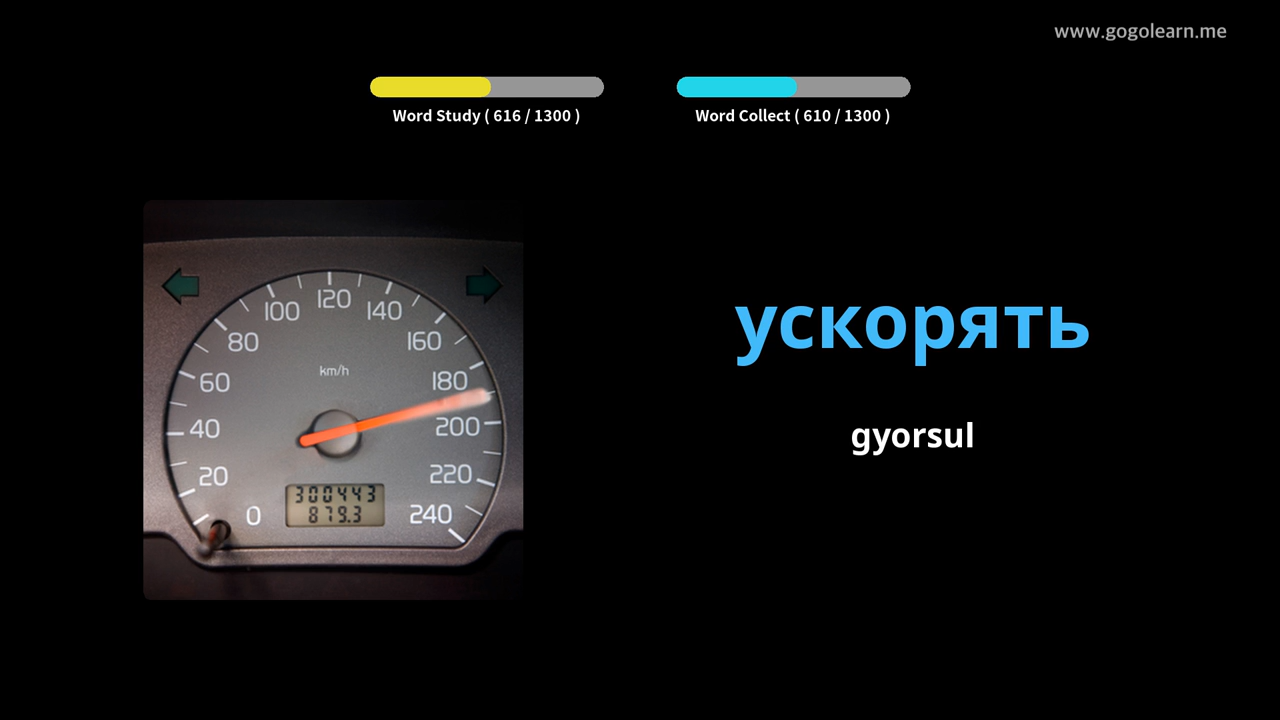 www.gogolearn.me
Word Study ( 616 / 1300 )
Word Collect ( 610 / 1300 )
ускорять
gyorsul
120
100
140
80
160
km/h
60
180
40
200
20
220
0
300443
879.3
240